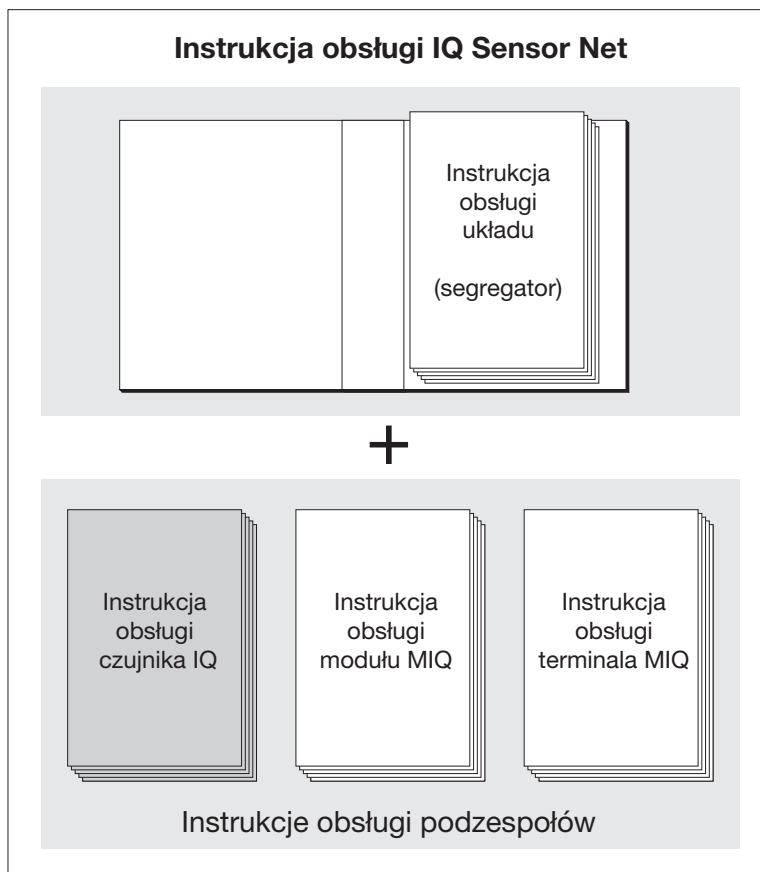 Instrukcja obsługi IQ Sensor Net
Instrukcja
obsługi
układu
(segregator)
+
Instrukcja
obsługi
czujnika IQ
Instrukcja
obsługi
modułu MIQ
Instrukcja
obsługi
terminala MIQ
Instrukcje obsługi podzespołów